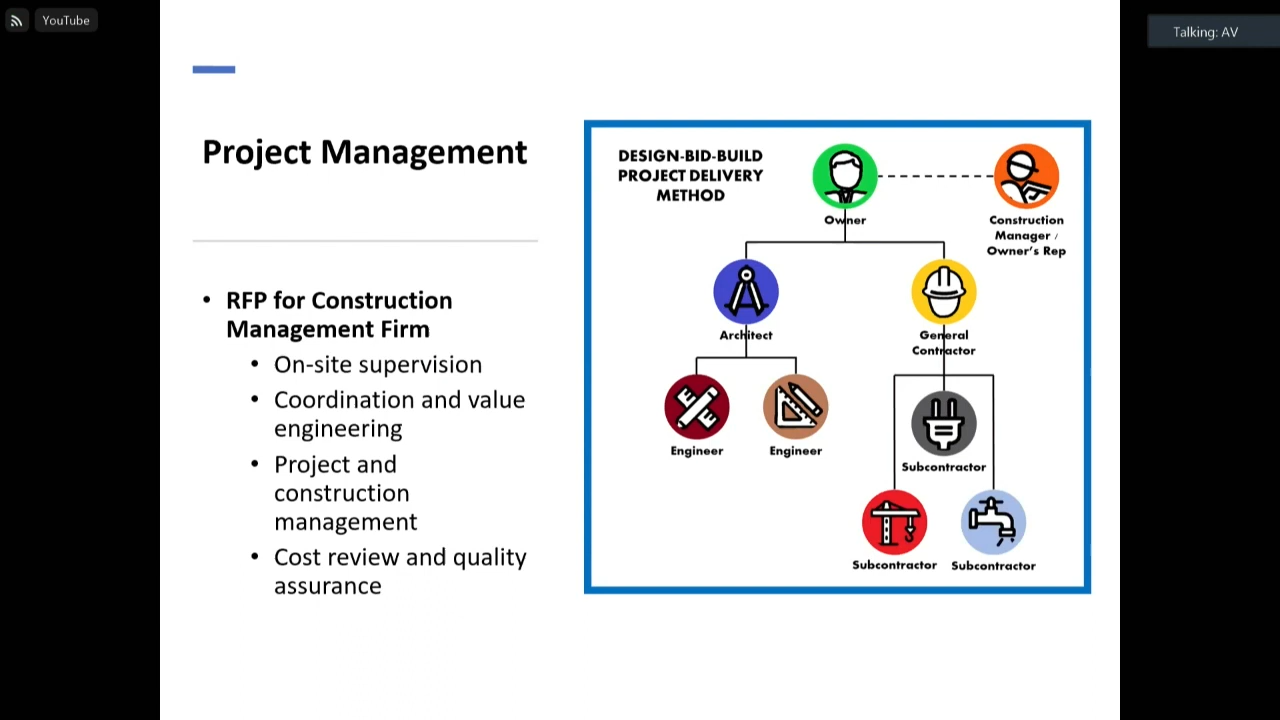 YouTube
Talking: AV
Project Management
• RFP for Construction
Management Firm
• On-site supervision
• Coordination and value
engineering
• Project and
construction
management
• Cost review and quality
assurance
DESIGN-BID-BUILD
PROJECT DELIVERY
METHOD
Owner
Construction
Manager /
Owner's Rep
Architect
General
Contractor
Engineer
Engineer
Subcontractor
Subcontractor
Subcontractor